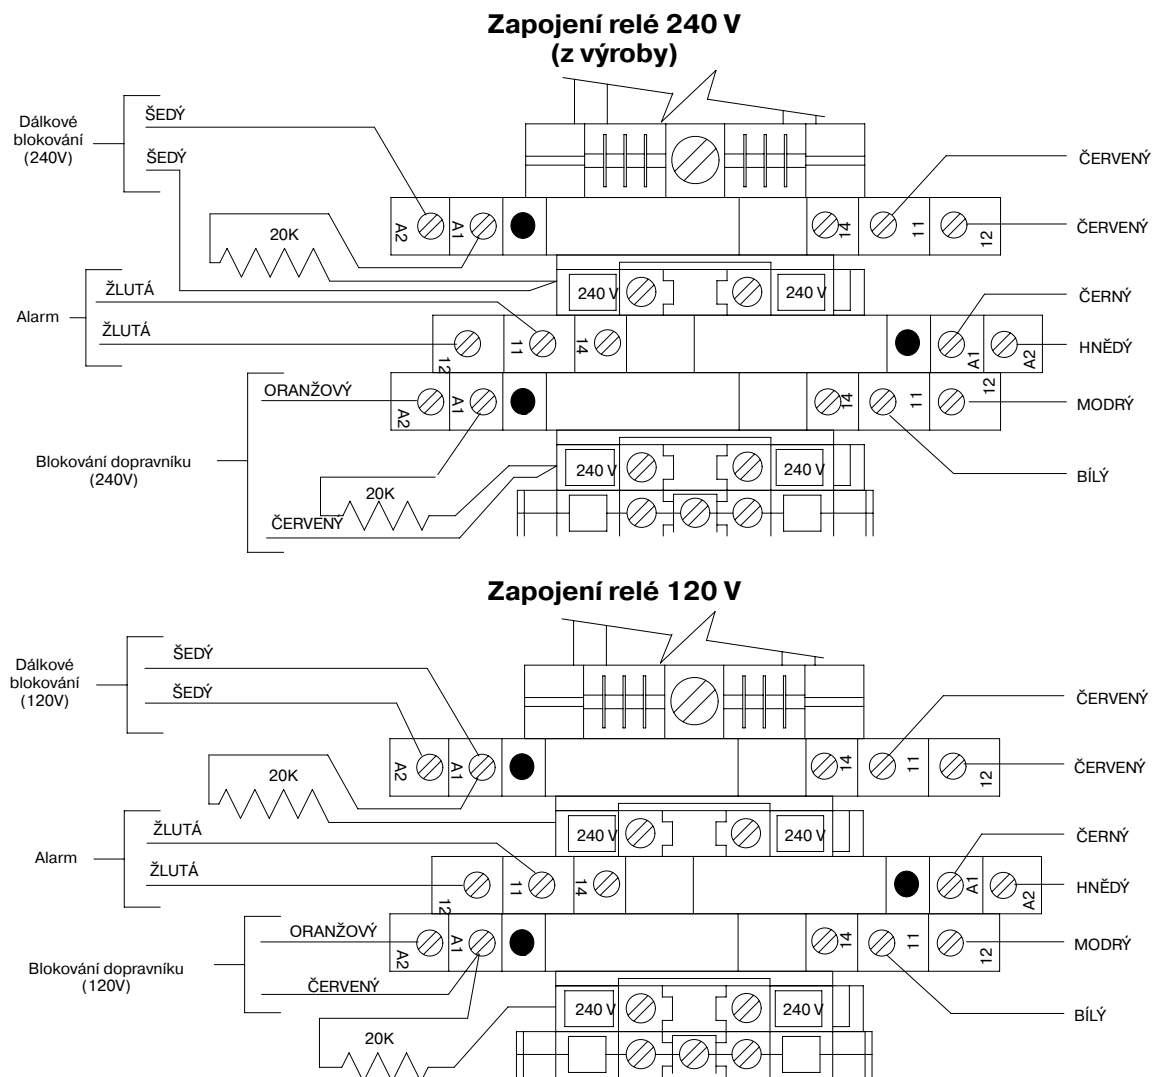 Zapojení relé 240 V
(z výroby)
Dálkové
blokování
(240V)
ŠEDÝ
ŠEDÝ
20K
A2
A1
14
11
12
ČERVENÝ
ČERVENÝ
Alarm
ŽLUTÁ
ŽLUTÁ
240 V
240 V
12
11
14
A1
A2
ČERNÝ
HNĚDÝ
Blokování dopravníku
(240V)
ORANŽOVÝ
A2
A1
14
11
12
MODRÝ
BÍLÝ
20K
ČERVENÝ
240 V
240 V
Zapojení relé 120 V
Dálkové
blokování
(120V)
ŠEDÝ
ŠEDÝ
20K
A2
A1
14
11
12
ČERVENÝ
ČERVENÝ
Alarm
ŽLUTÁ
ŽLUTÁ
240 V
240 V
12
11
14
A1
A2
ČERNÝ
HNĚDÝ
Blokování dopravníku
(120V)
ORANŽOVÝ
ČERVENÝ
A2
A1
14
11
12
MODRÝ
BÍLÝ
20K
240 V
240 V